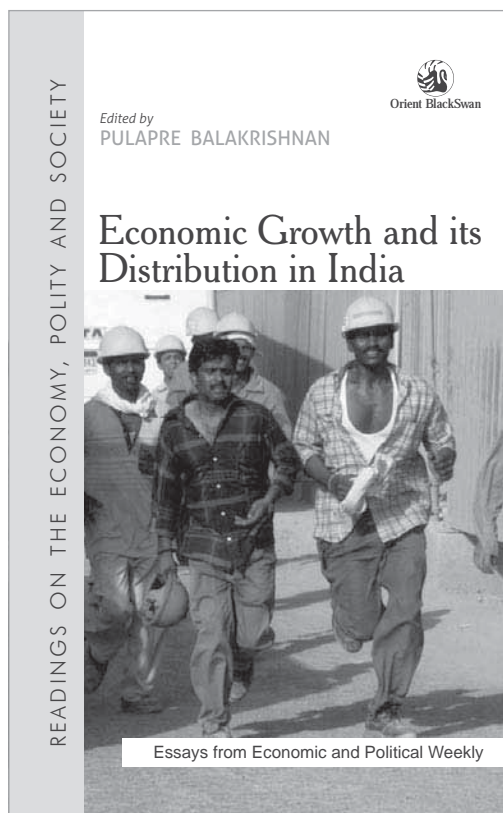 READINGS ON THE ECONOMY, POLITY AND SOCIETY
Orient BlackSwan
Edited by
PULAPRE BALAKRISHNAN
Economic Growth and its
Distribution in India
Essays from Economic and Political Weekly